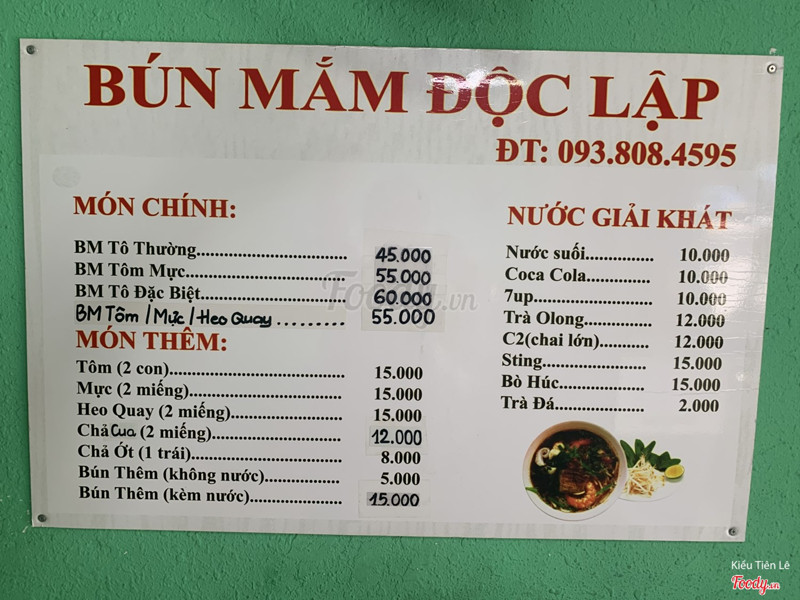 BÚN MẮM ĐỘC LẬP
ĐT: 093.808.4595
MÓN CHÍNH:
BM Tô Thường.................................. 45.000
BM Tôm Mực.................................... 55.000
BM Tô Đặc Biệt................................. 60.000
BM Tôm / Mực / Heo Quay ......... 55.000
MÓN THÊM:
Tôm (2 con)....................................... 15.000
Mực (2 miếng)................................... 15.000
Heo Quay (2 miếng)......................... 15.000
Chả Cua (2 miếng)............................. 12.000
Chả Ớt (1 trái)................................... 8.000
Bún Thêm (không nước)................. 5.000
Bún Thêm (kèm nước).................... 15.000
NƯỚC GIẢI KHÁT
Nước suối............... 10.000
Coca Cola.............. 10.000
7up.......................... 10.000
Trà Olong.............. 12.000
C2(chai lớn)........... 12.000
Sting....................... 15.000
Bò Húc................... 15.000
Trà Đá.................... 2.000
Foody.vn
Kiều Tiên Lê
Foody.vn